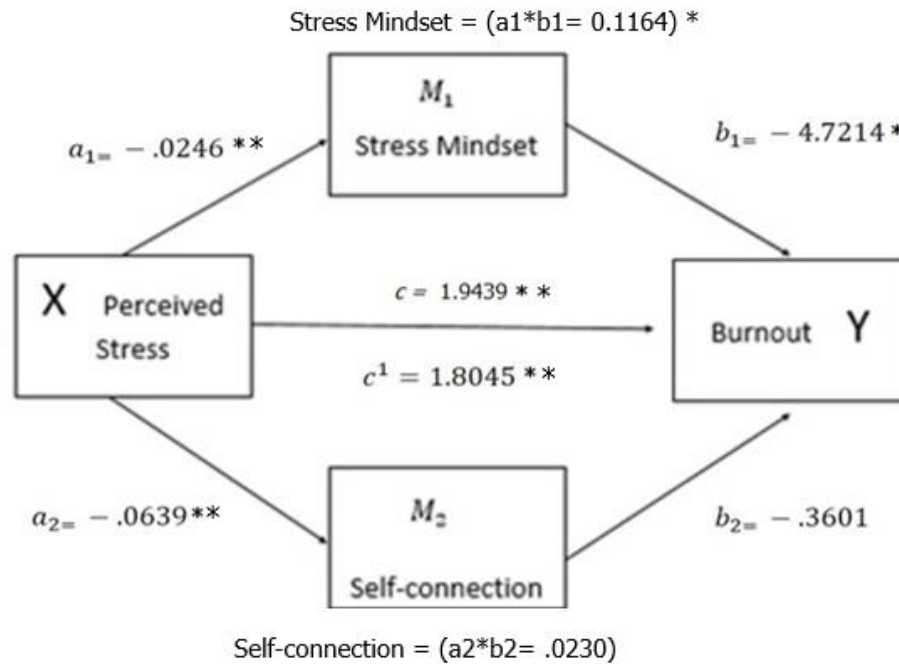 Stress Mindset = (a1*b1= 0.1164) *
M₁
Stress Mindset
a₁₌ − .0246 **
b₁₌ − 4.7214 *
X Perceived
Stress
c = 1.9439 * *
c¹ = 1.8045 **
Burnout Y
a₂₌ − .0639**
M₂
Self-connection
b₂₌ − .3601
Self-connection = (a2*b2= .0230)